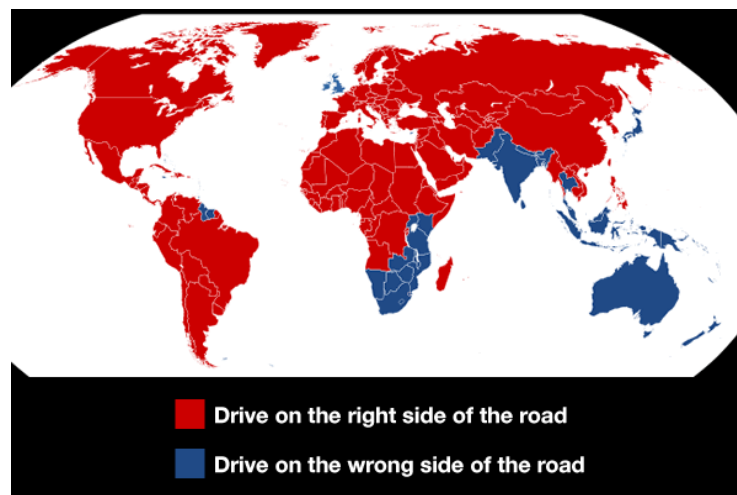 Drive on the right side of the road
Drive on the wrong side of the road